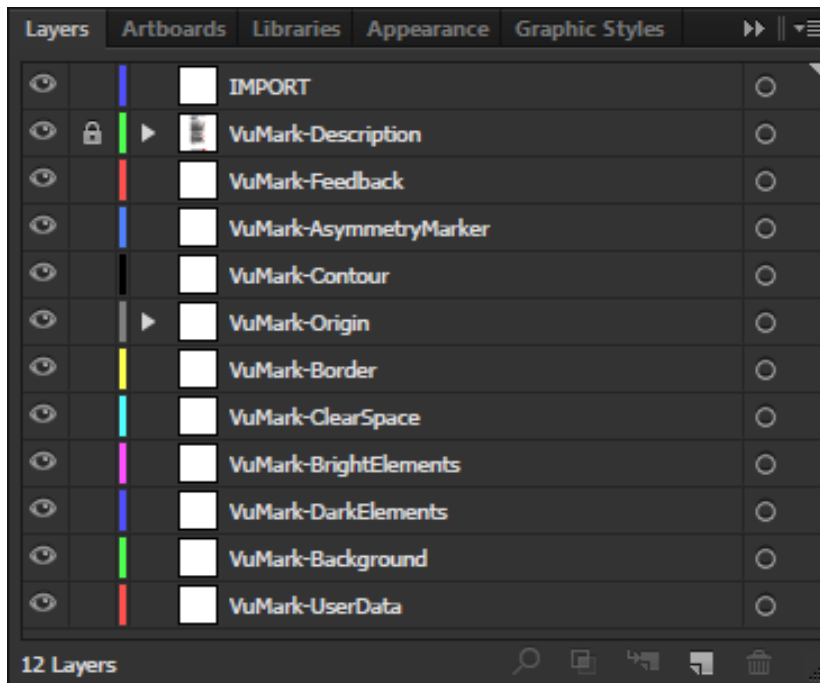 Layers Artboards Libraries Appearance Graphic Styles
IMPORT
VuMark-Description
VuMark-Feedback
VuMark-AsymmetryMarker
VuMark-Contour
VuMark-Origin
VuMark-Border
VuMark-ClearSpace
VuMark-BrightElements
VuMark-DarkElements
VuMark-Background
VuMark-UserData
12 Layers